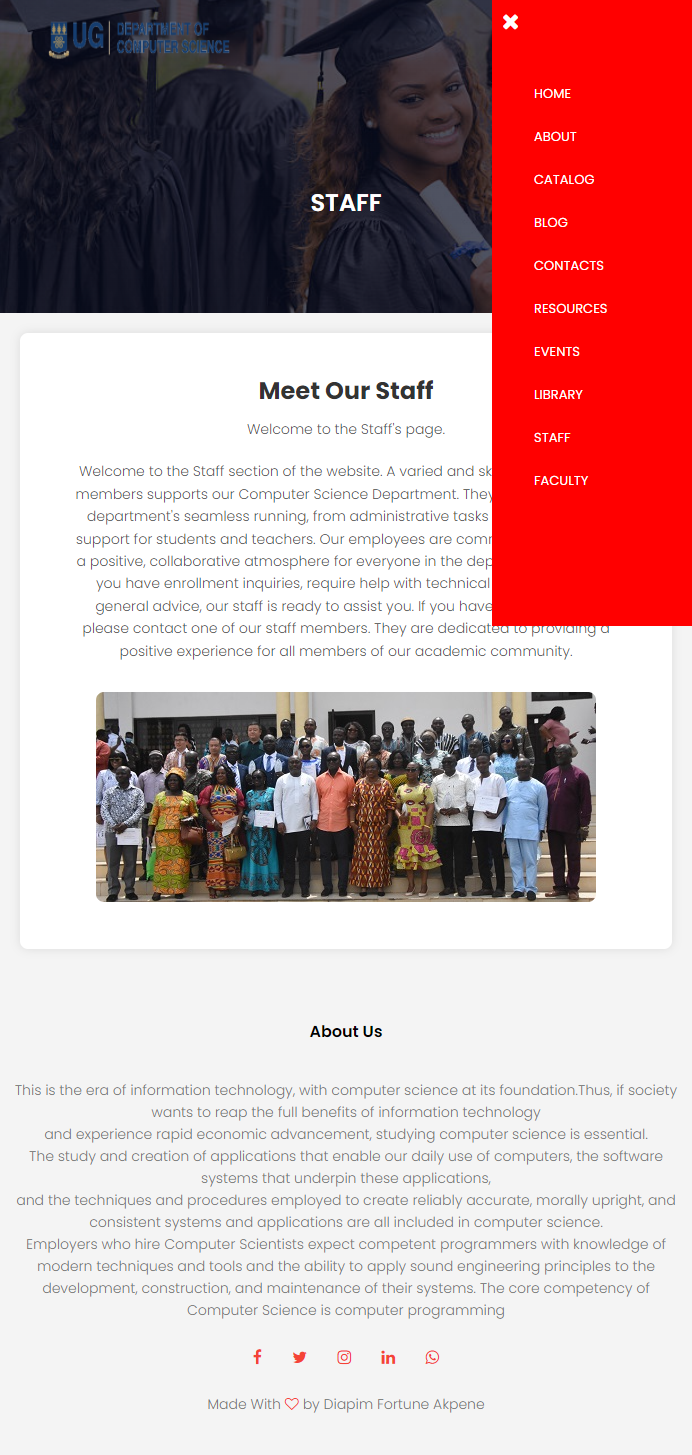 UG DEPARTMENT OF
COMPUTER SCIENCE
STAFF
HOME
ABOUT
CATALOG
BLOG
CONTACTS
RESOURCES
EVENTS
LIBRARY
STAFF
FACULTY
Meet Our Staff
Welcome to the Staff's page.
Welcome to the Staff section of the website. A varied and
members supports our Computer Science Department. They
department's seamless running, from administrative tasks
support for students and teachers. Our employees are
a positive, collaborative atmosphere for everyone in the
you have enrollment inquiries, require help with technical
general advice, our staff is ready to assist you. If you have
please contact one of our staff members. They are dedicated to providing a
positive experience for all members of our academic community.
About Us
This is the era of information technology, with computer science at its foundation.Thus, if society
wants to reap the full benefits of information technology
and experience rapid economic advancement, studying computer science is essential.
The study and creation of applications that enable our daily use of computers, the software
systems that underpin these applications,
and the techniques and procedures employed to create reliably accurate, morally upright, and
consistent systems and applications are all included in computer science.
Employers who hire Computer Scientists expect competent programmers with knowledge of
modern techniques and tools and the ability to apply sound engineering principles to the
development, construction, and maintenance of their systems. The core competency of
Computer Science is computer programming
Made With by Diapim Fortune Akpene